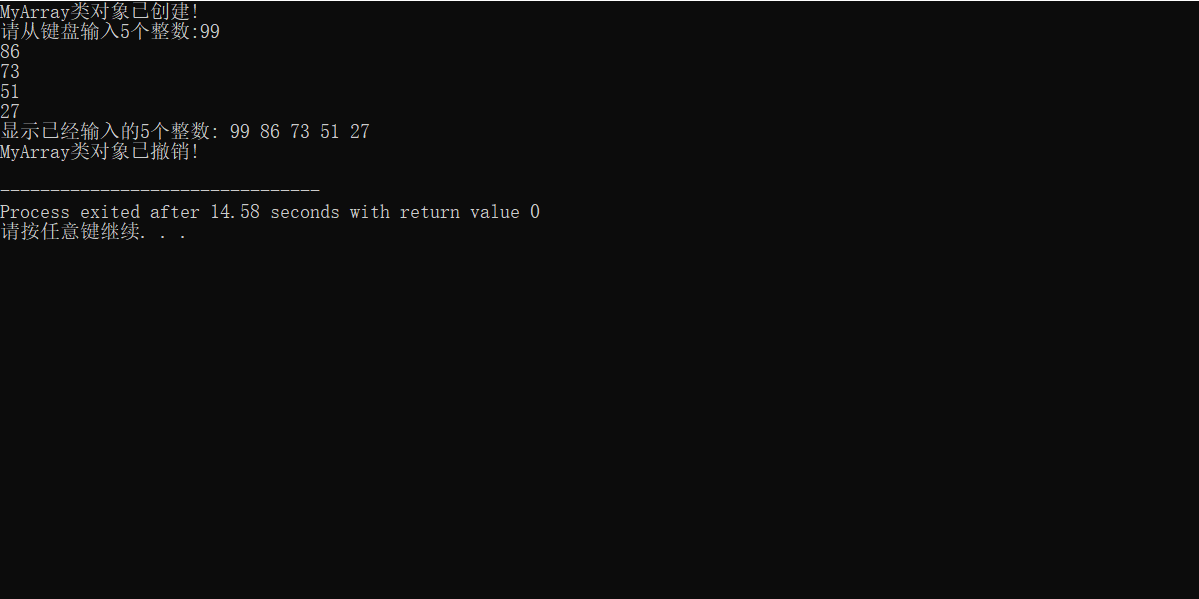 MyArray类对象已创建!
请从键盘输入5个整数:99
86
73
51
27
显示已经输入的5个整数: 99 86 73 51 27
MyArray类对象已撤销!
--------------------------------
Process exited after 14.58 seconds with return value 0
请按任意键继续. . .